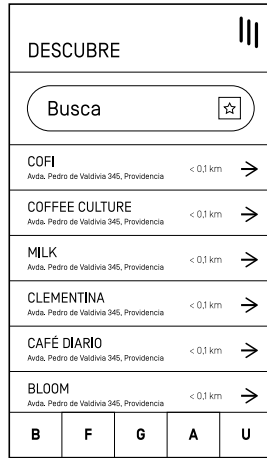 DESCUBRE
Busca
COFI
Avda. Pedro de Valdivia 345, Providencia
< 0,1 km
COFFEE CULTURE
Avda. Pedro de Valdivia 345, Providencia
< 0,1 km
MILK
Avda. Pedro de Valdivia 345, Providencia
< 0,1 km
CLEMENTINA
Avda. Pedro de Valdivia 345, Providencia
< 0,1 km
CAFÉ DIARIO
Avda. Pedro de Valdivia 345, Providencia
< 0,1 km
BLOOM
Avda. Pedro de Valdivia 345, Providencia
< 0,1 km
B F G A U